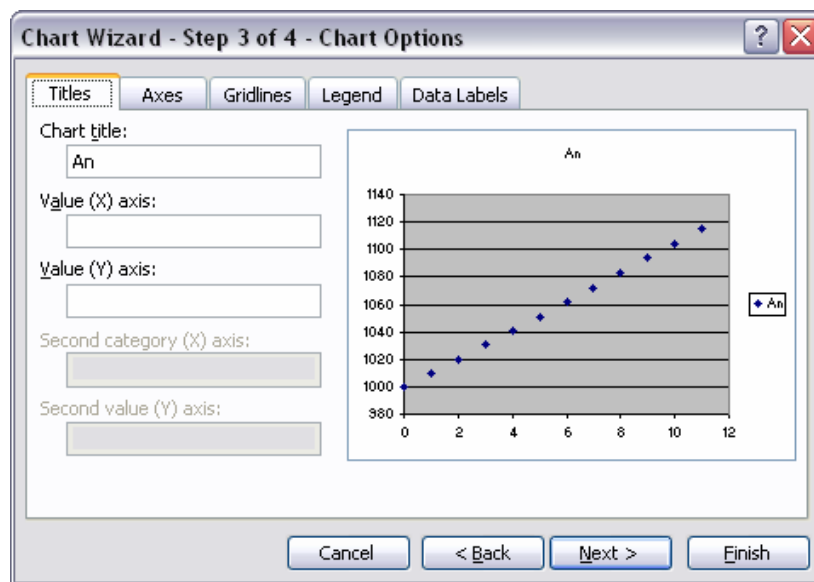 Chart Wizard - Step 3 of 4 - Chart Options
Titles Axes Gridlines Legend Data Labels
Chart title:
An
Value (X) axis:
Value (Y) axis:
Second category (X) axis:
Second value (Y) axis:
An
1140
1120
1100
1080
1060
1040
1020
1000
980
0 2 4 6 8 10 12
An
Cancel < Back Next > Finish